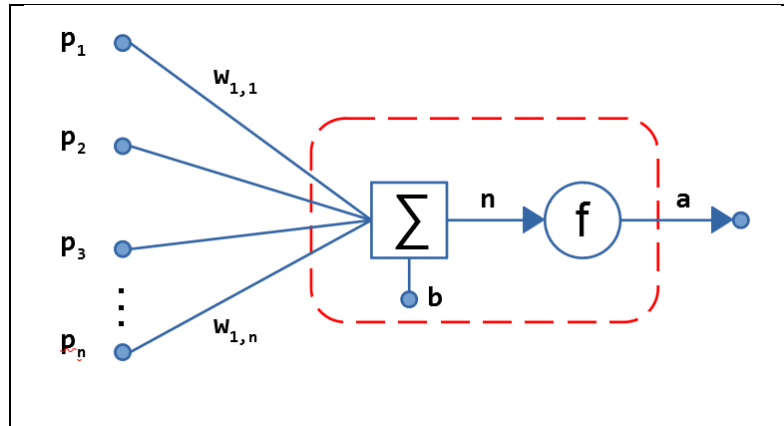 p₁
w₁,₁
p₂
∑
n
f
a
p₃
b
⋮
w₁,ₙ
pₙ